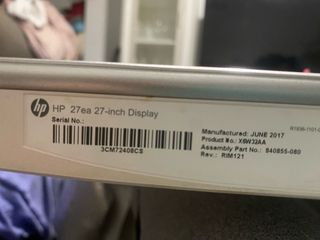 hp HP 27ea 27-inch Display
Serial No.:
3CM72408CS
Manufactured: JUNE 2017
Product No.: X6W32AA
Assembly Part No.: 840855-080
Rev.: RIM121